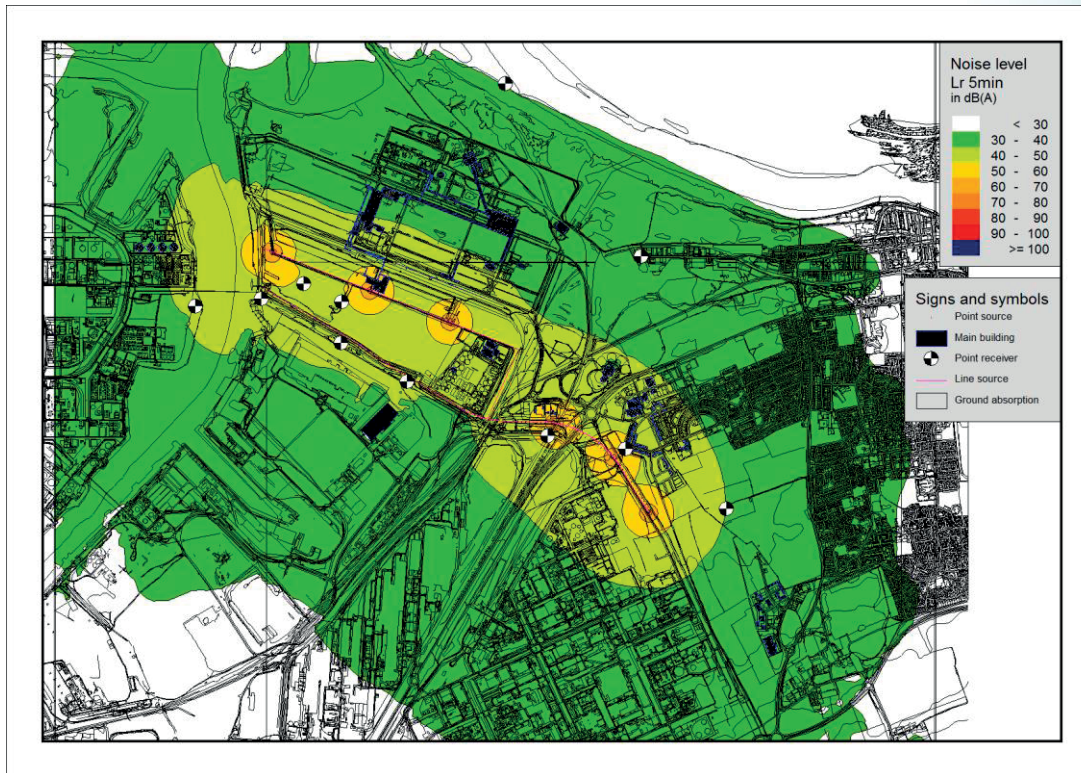 Noise level
Lr 5min
in dB(A)
< 30
30 - 40
40 - 50
50 - 60
60 - 70
70 - 80
80 - 90
90 - 100
>= 100
Signs and symbols
Point source
Main building
Point receiver
Line source
Ground absorption